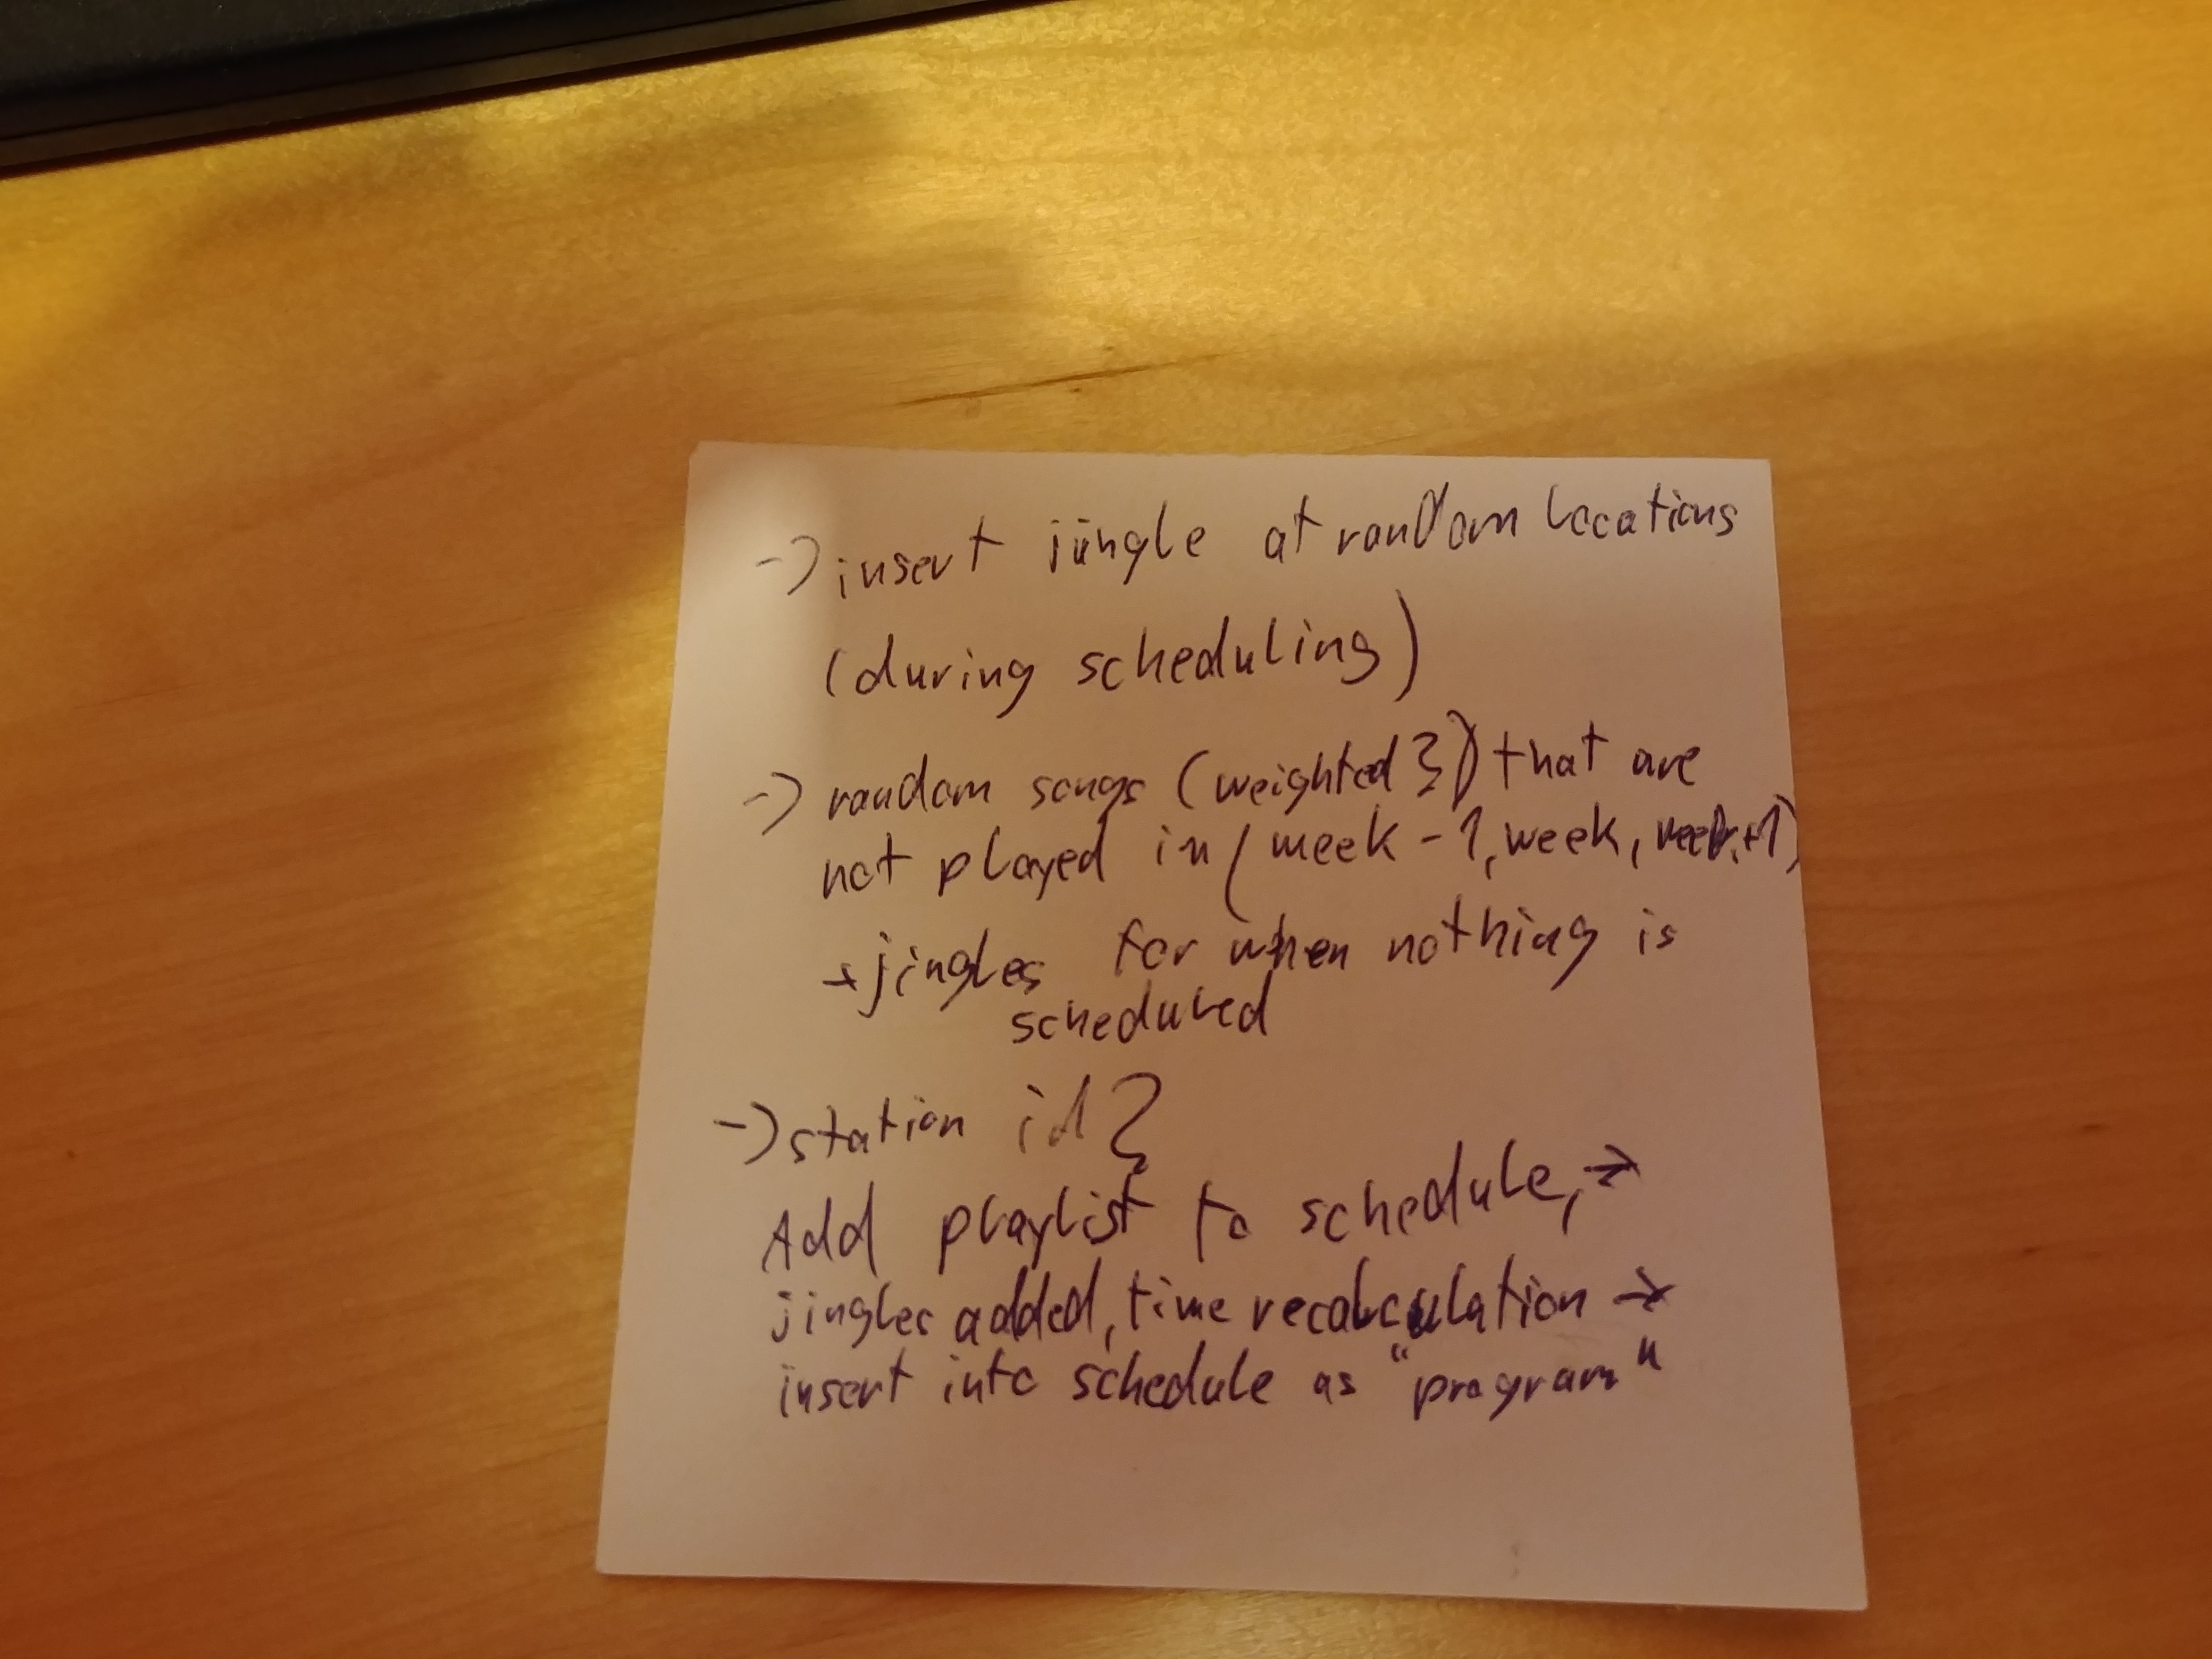 -> insert jingle at random locations
(during scheduling)
-> random songs (weighted?) that are
not played in (week -1, week, week+1)
+ jingles for when nothing is
scheduled
-> station id?
Add playlist to schedule, ->
jingles added, time recalculation ->
insert into schedule as "program"